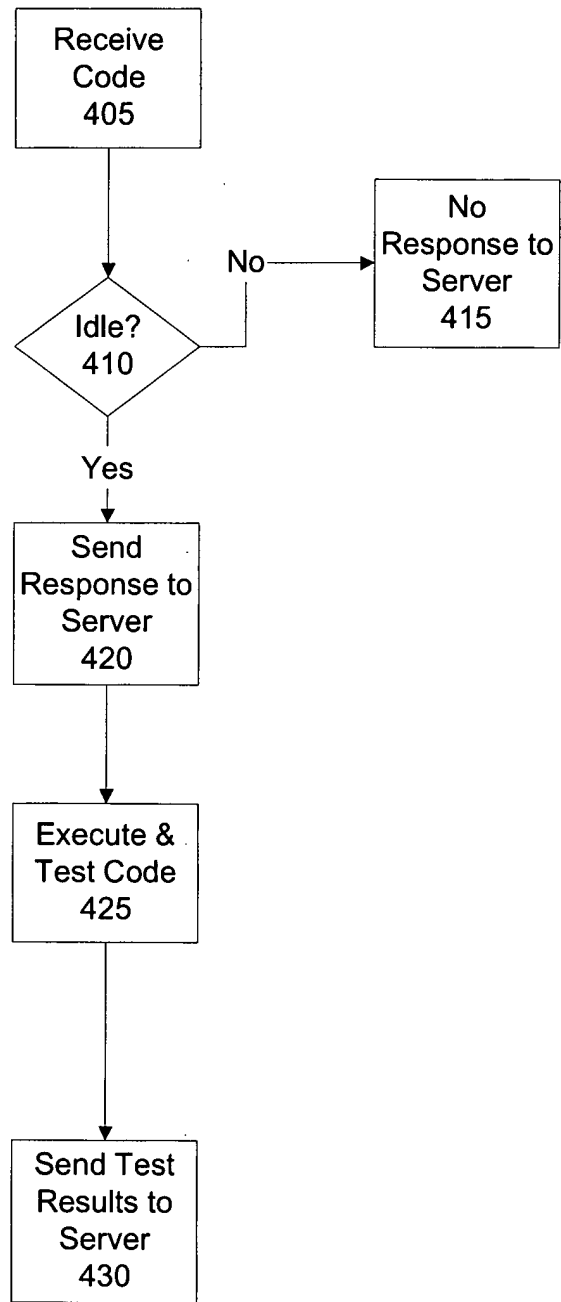 Receive
Code
405
No
Response to
Server
415
No
Idle?
410
Yes
Send
Response to
Server
420
Execute &
Test Code
425
Send Test
Results to
Server
430